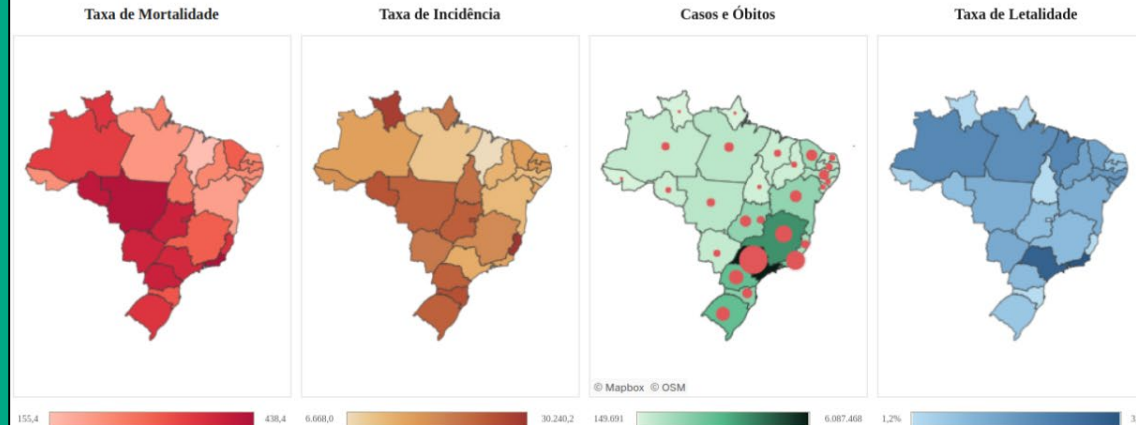 Taxa de Mortalidade
Taxa de Incidência
Casos e Óbitos
Taxa de Letalidade
© Mapbox © OSM
155,4 438,4
6.668,0 30.240,2
149.691 6.087.468
1,2%